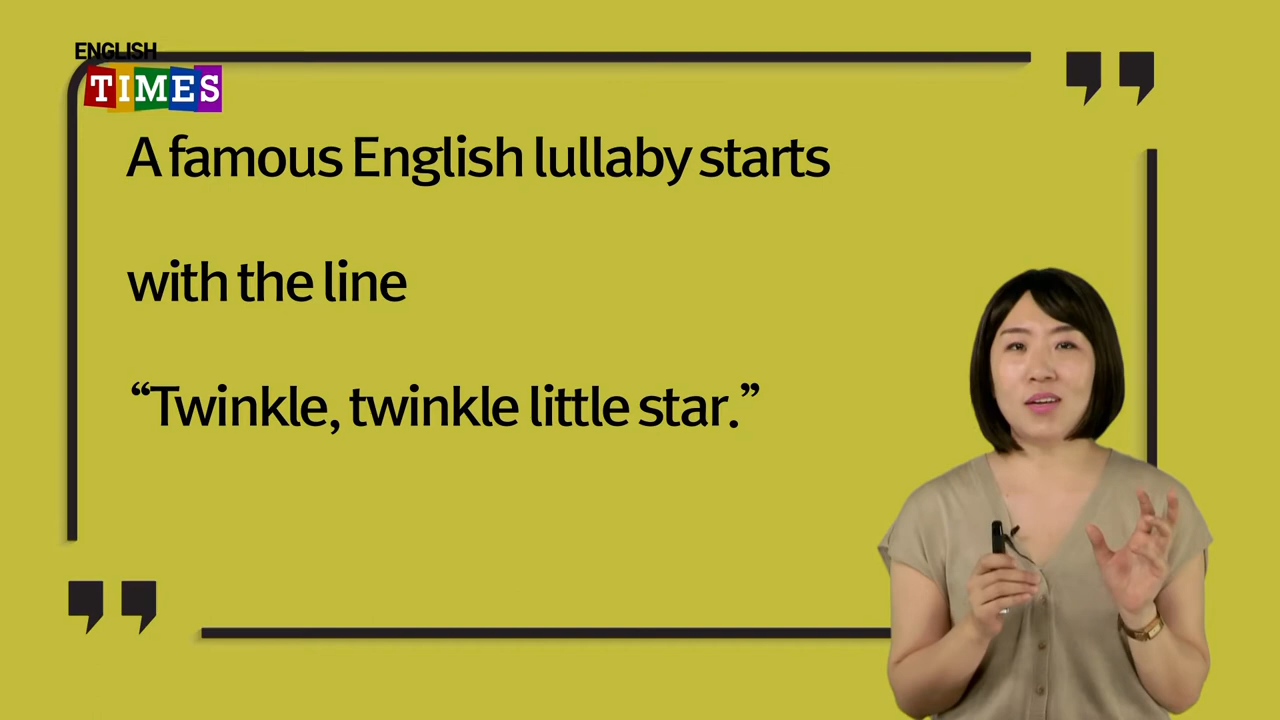 ENGLISH
TIMES
A famous English lullaby starts
with the line
“Twinkle, twinkle little star.”